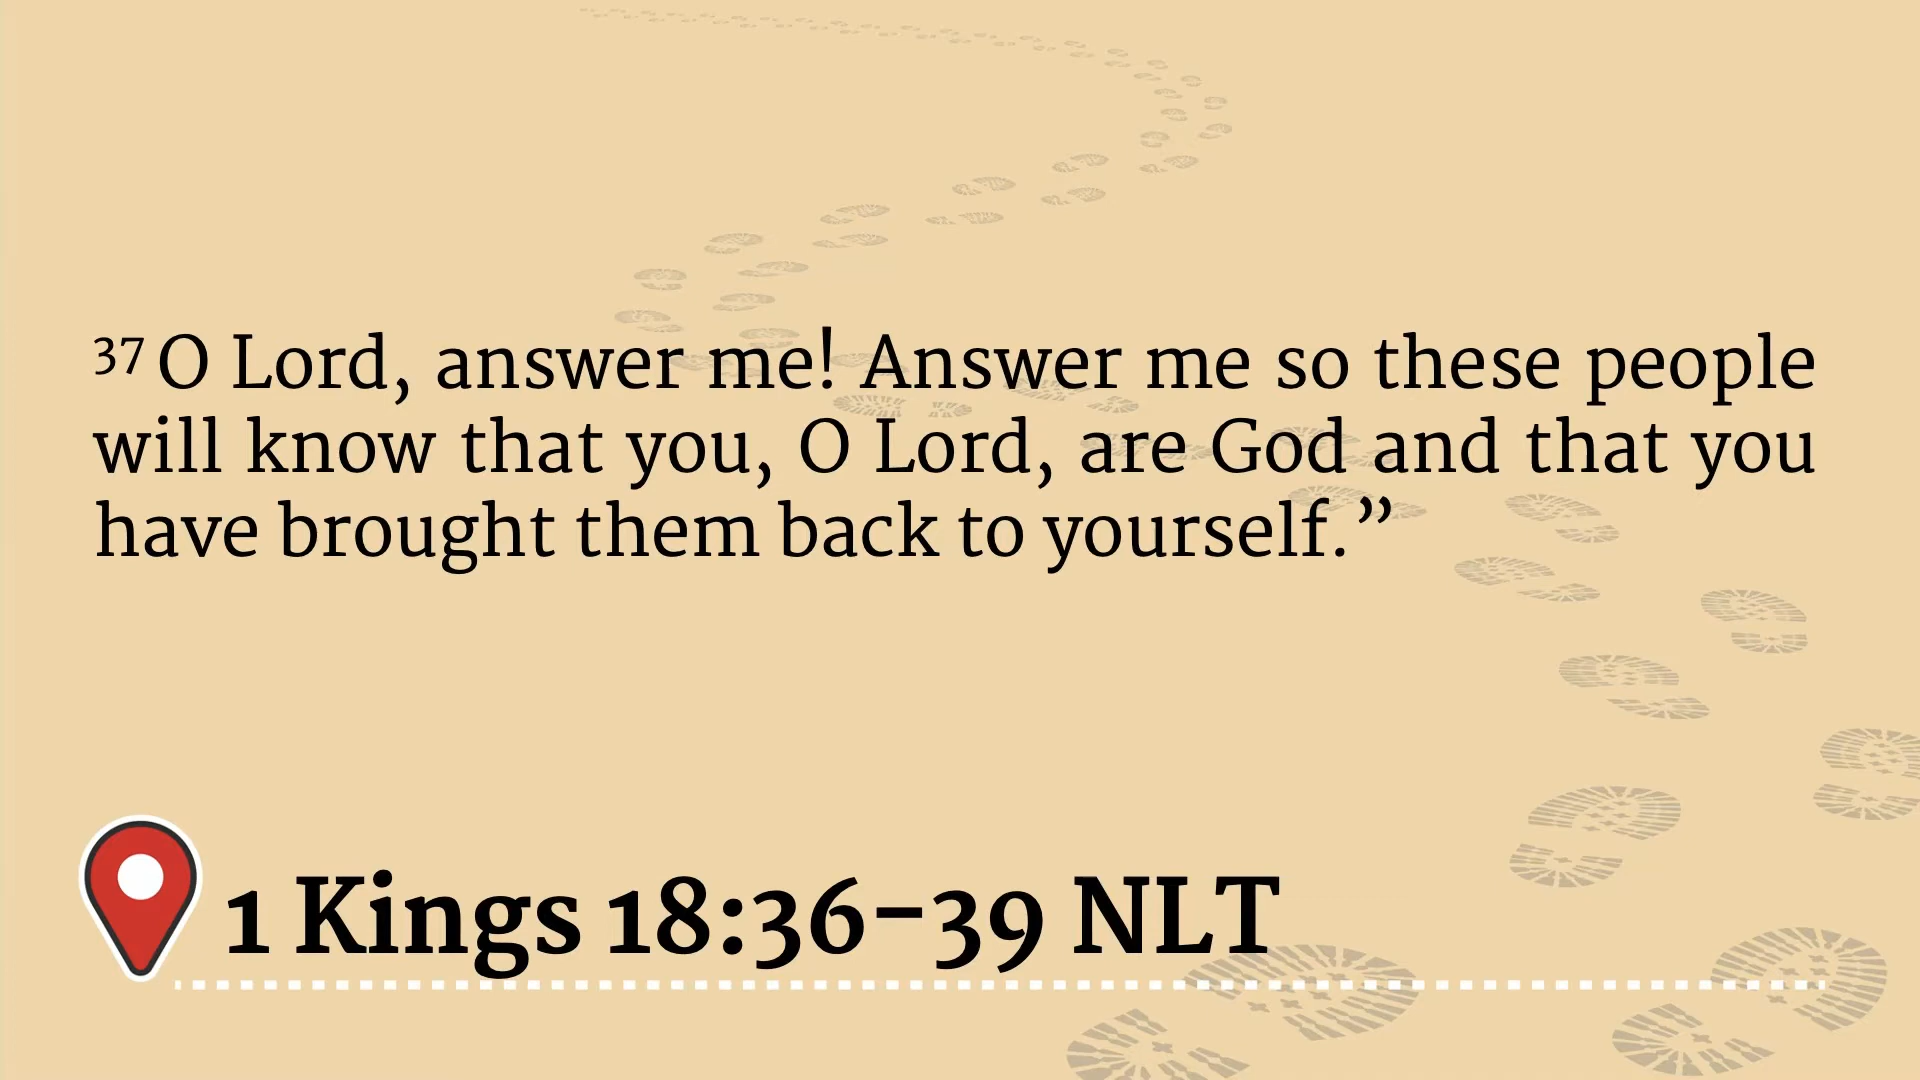 37 O Lord, answer me! Answer me so these people
will know that you, O Lord, are God and that you
have brought them back to yourself.”
1 Kings 18:36–39 NLT